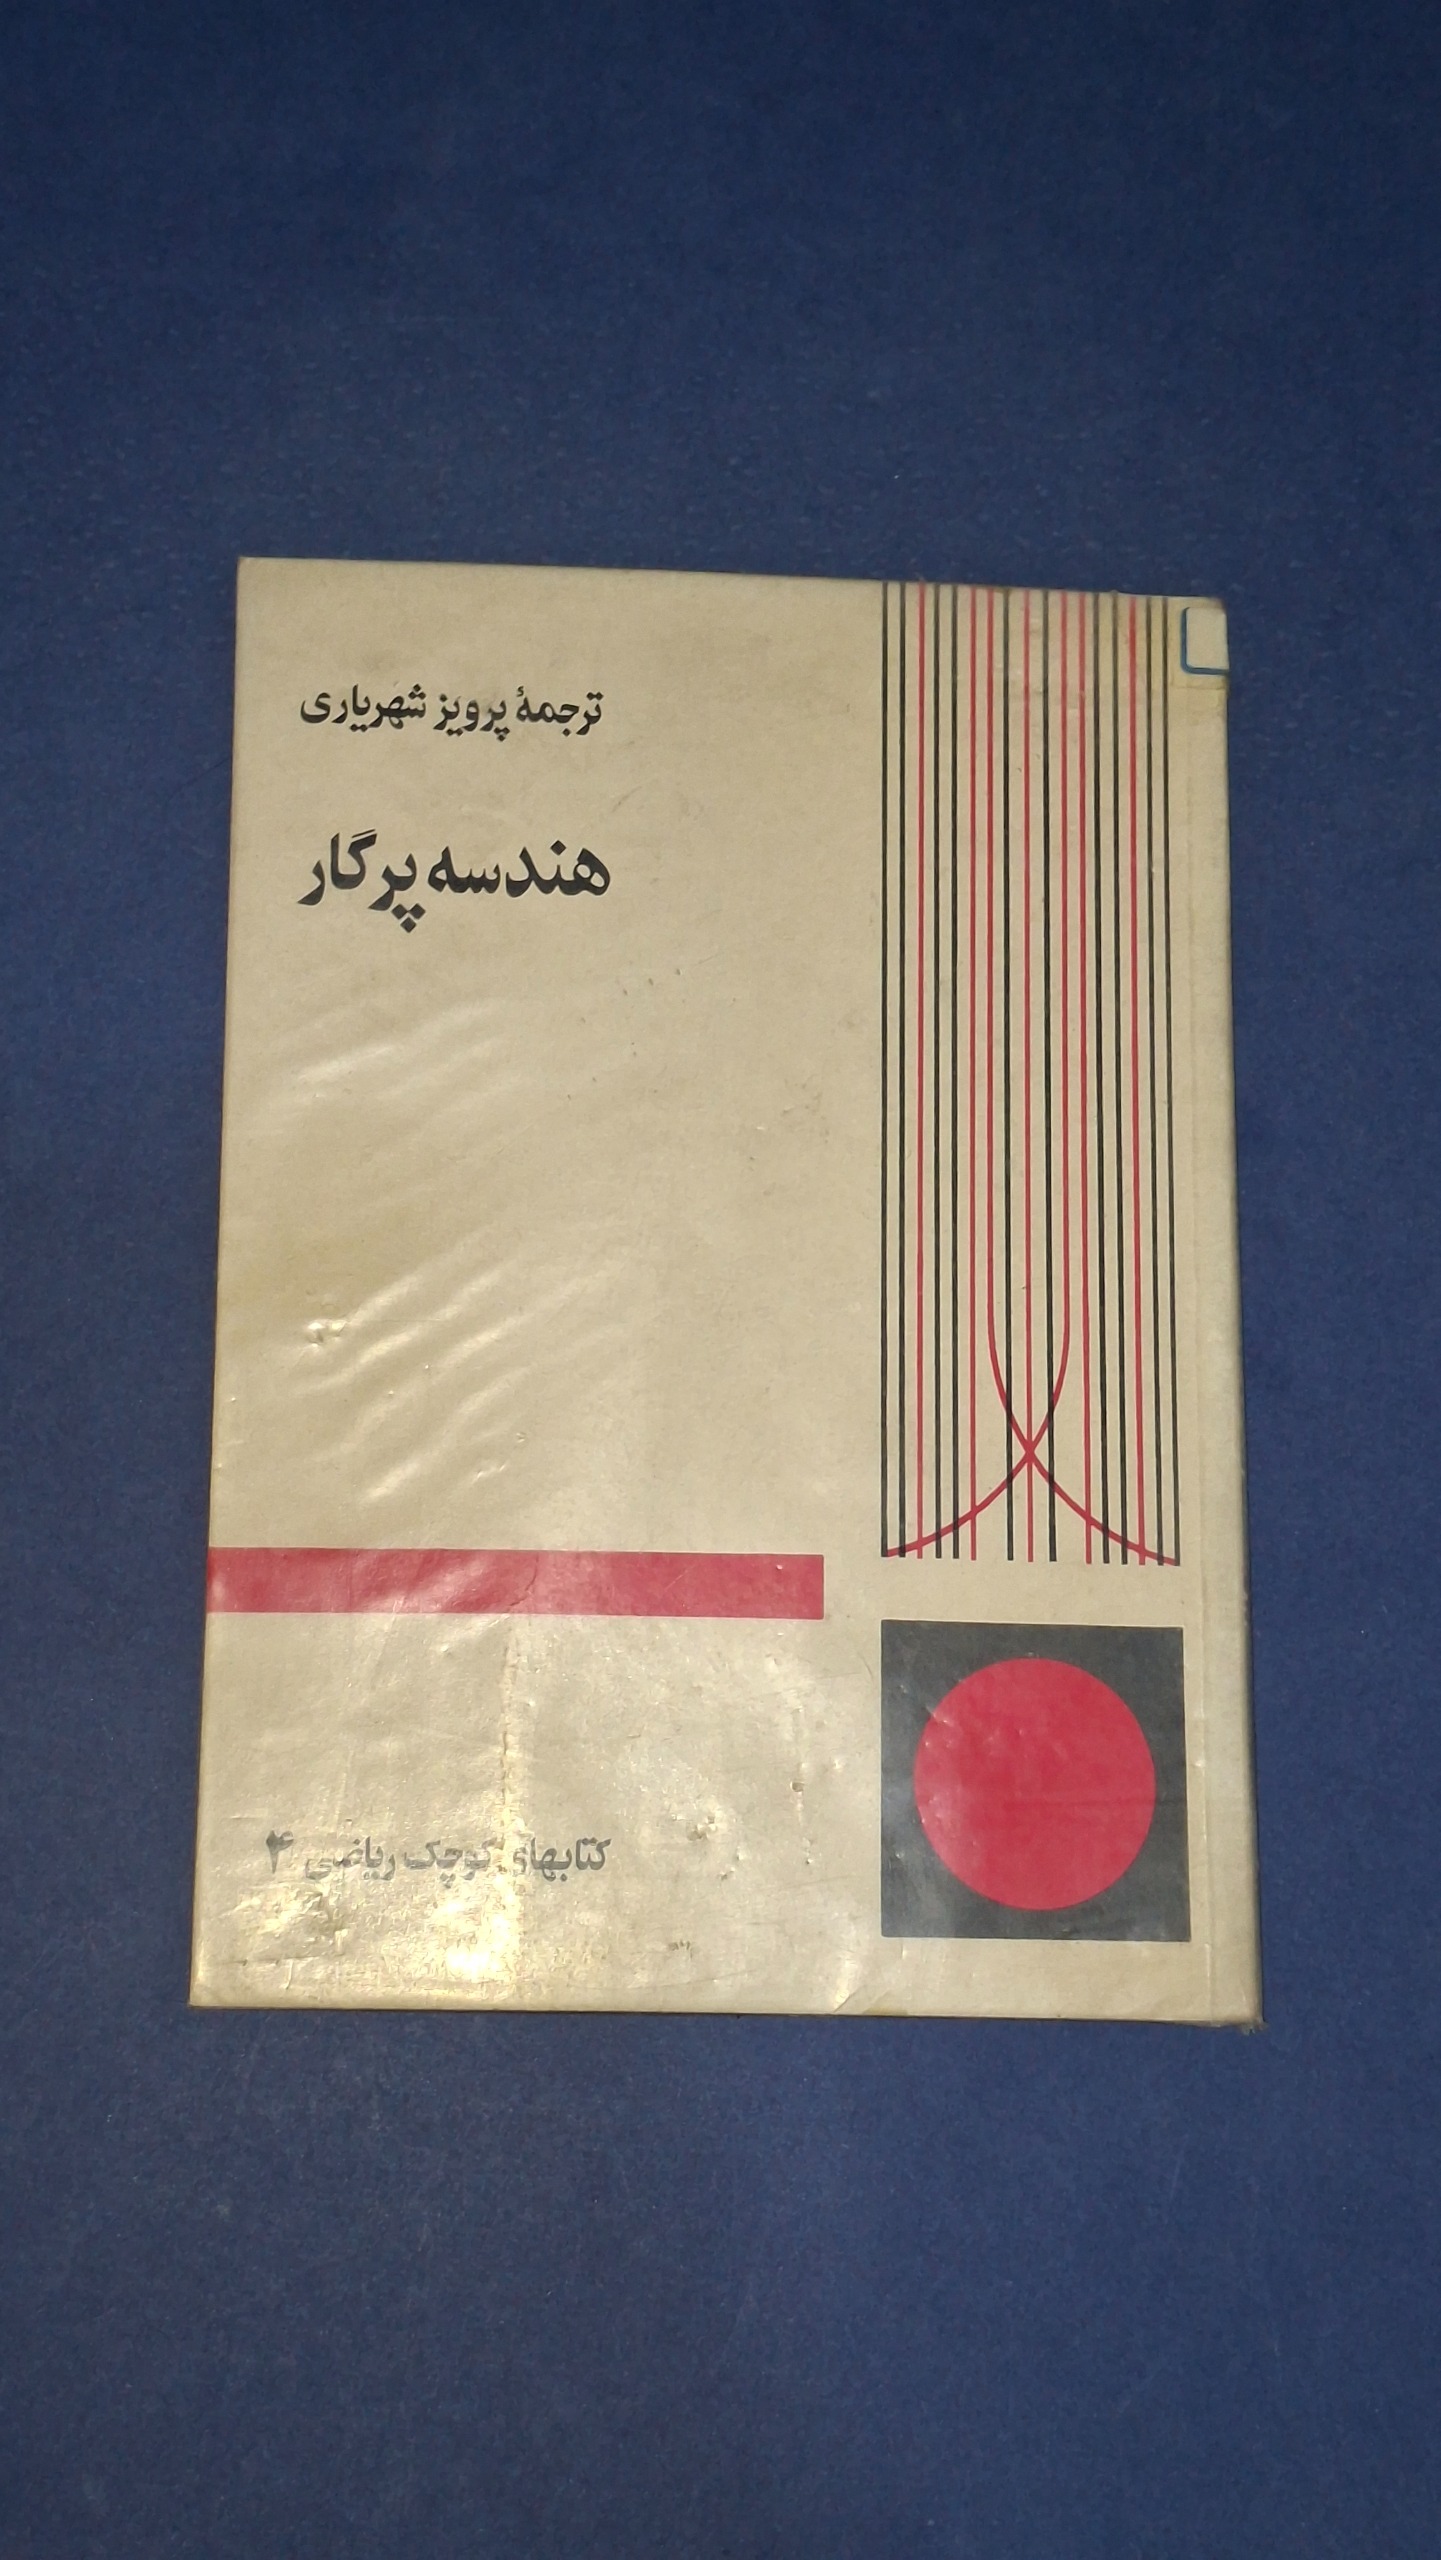 ترجمهٔ پرویز شهریاری
هندسه پرگار
کتابهای کوچک ریاضی ۴